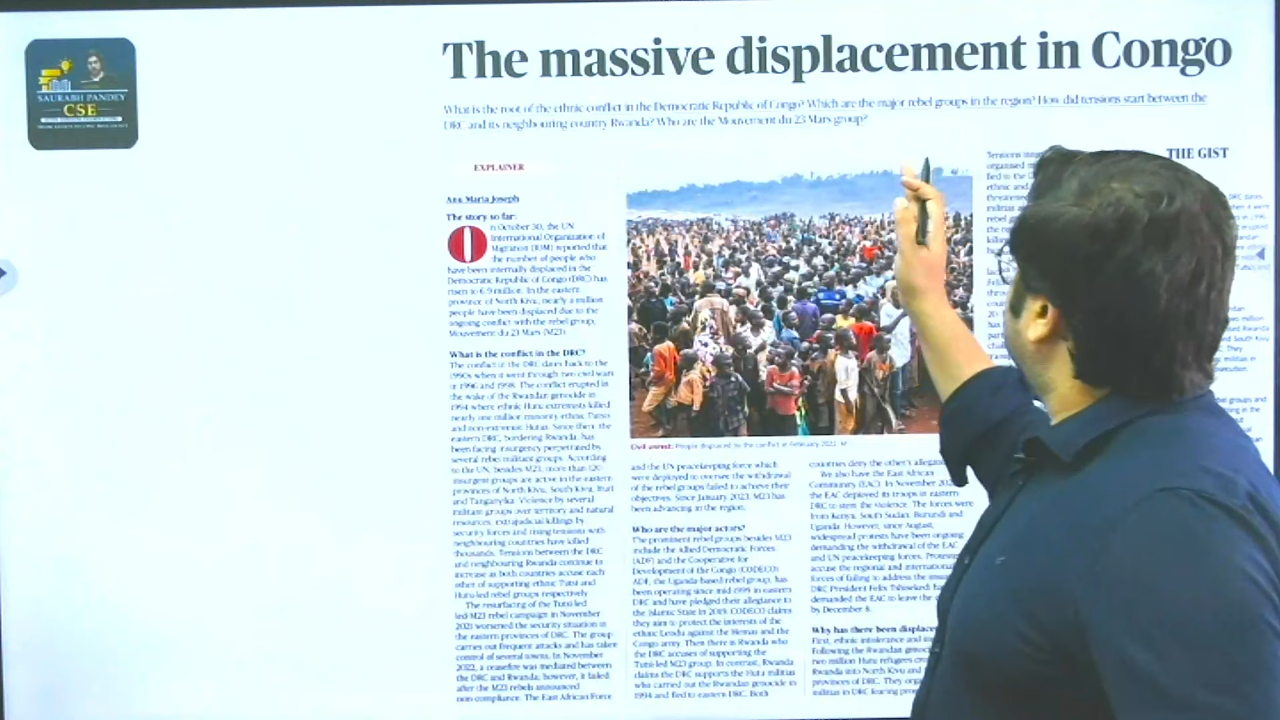 SAURABH PANDEY
CSE
The massive displacement in Congo
What is the root of the ethnic conflict in the Democratic Republic of Congo? Which are the major rebel groups in the region? How did tensions start between the
DRC and its neighbouring country Rwanda? Who are the Mouvement du 23 Mars group?
EXPLAINER
Ana Maria Joseph
The story so far:
On October 30, the UN
International Organization of
Migration (IOM) reported that
the number of people who
have been internally displaced in the
Democratic Republic of Congo (DRC) has
risen to 6.9 million. In the eastern
province of North Kivu, nearly a million
people have been displaced due to the
ongoing conflict with the rebel group,
Mouvement du 23 Mars (M23).
What is the conflict in the DRC?
The conflict in the DRC dates back to the
1990s when it went through two civil wars
in 1996 and 1998. The conflict erupted in
the wake of the Rwandan genocide in
1994 where ethnic Hutu extremists killed
nearly one million minority ethnic Tutsis
and non-extremist Hutus. Since then, the
eastern DRC, bordering Rwanda, has
been facing insurgency perpetrated by
several rebel militant groups. According
to the UN, besides M23, more than 120
insurgent groups are active in the eastern
provinces of North Kivu, South Kivu, Ituri
and Tanganyika. Violence by several
militant groups over territory and natural
resources, extrajudicial killings by
security forces and rising tensions with
neighbouring countries have killed
thousands. Tensions between the DRC
and neighbouring Rwanda continue to
increase as both countries accuse each
other of supporting ethnic Tutsi and
Hutu-led rebel groups respectively.
The resurfacing of the Tutsi-led
led-M23 rebel campaign in November
2021 worsened the security situation in
the eastern provinces of DRC. The group
carries out frequent attacks and has taken
control of several towns. In November
2022, a ceasefire was mediated between
the DRC and Rwanda; however, it failed
after the M23 rebels announced
non-compliance. The East African Force
Civil unrest: People displaced by the conflict in February 2022.
and the UN peacekeeping force which
were deployed to oversee the withdrawal
of the rebel groups failed to achieve their
objectives. Since January 2023, M23 has
been advancing in the region.
Who are the major actors?
The prominent rebel groups besides M23
include the Allied Democratic Forces
(ADF) and the Cooperative for
Development of the Congo (CODECO).
ADF, the Uganda-based rebel group, has
been operating since mid 1995 in eastern
DRC and have pledged their allegiance to
the Islamic State in 2019. CODECO claims
they aim to protect the interests of the
ethnic Lendu against the Hemas and the
Congo army. Then there is Rwanda who
the DRC accuses of supporting the
Tutsi-led M23 group. In contrast, Rwanda
claims the DRC supports the Hutu militias
who carried out the Rwandan genocide in
1994 and fled to eastern DRC. Both
countries deny the other's
We also have the East African
Community (EAC). In November
the EAC deployed its troops in eastern
DRC to stem the violence. The forces were
from Kenya, South Sudan, Burundi and
Uganda. However, since August,
widespread protests have been ongoing
demanding the withdrawal of the EAC
and UN peacekeeping forces.
accuse the regional and international
forces of failing to address the
DRC President Felix Tshisekedi
demanded the EAC to leave the
by December 8.
Why has there been
First, ethnic intolerance and
Following the Rwandan
two million Hutu refugees
Rwanda into North Kivu and
provinces of DRC. They
militias in DRC fearing
Tensions
THE GIST